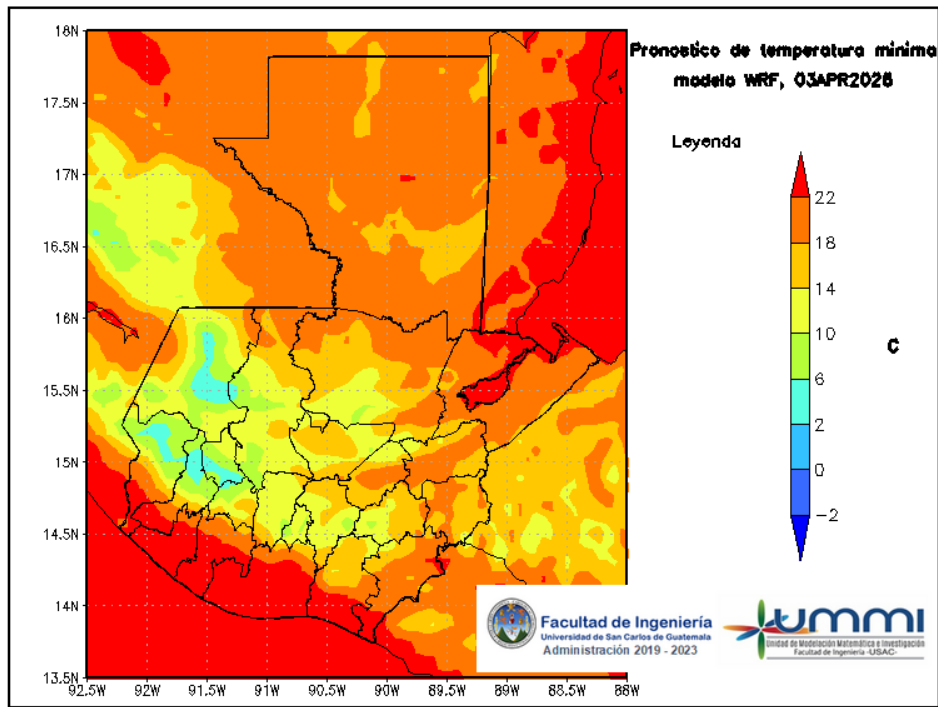 Pronostico de temperatura minima
modelo WRF, 03APR2026
Leyenda
22
18
14
10
6
2
0
−2
C
18N
17.5N
17N
16.5N
16N
15.5N
15N
14.5N
14N
13.5N
92.5W 92W 91.5W 91W 90.5W 90W 89.5W 89W 88.5W 88W
Facultad de Ingeniería
Universidad de San Carlos de Guatemala
Administración 2019 - 2023
ummi
Unidad de Modelación Matemática e Investigación
Facultad de Ingeniería -USAC-